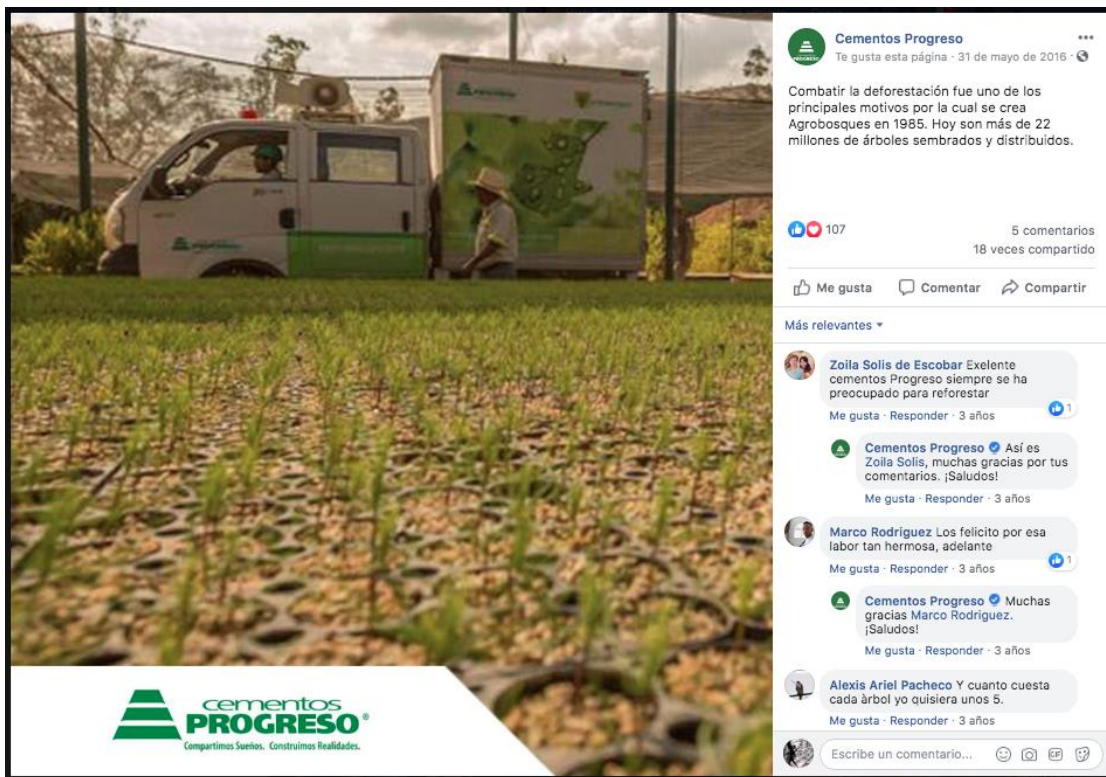 PROGRESO
PROGRESO
cementos
PROGRESO®
Compartimos Sueños. Construimos Realidades.
PROGRESO
Cementos Progreso
Te gusta esta página · 31 de mayo de 2016 ·
Combatir la deforestación fue uno de los
principales motivos por la cual se crea
Agrobosques en 1985. Hoy son más de 22
millones de árboles sembrados y distribuidos.
107
5 comentarios
18 veces compartido
Me gusta Comentar Compartir
Más relevantes
Zoila Solis de Escobar Exelente
cementos Progreso siempre se ha
preocupado para reforestar
1
Me gusta · Responder · 3 años
Cementos Progreso Así es
Zoila Solis, muchas gracias por tus
comentarios. ¡Saludos!
Me gusta · Responder · 3 años
Marco Rodriguez Los felicito por esa
labor tan hermosa, adelante
1
Me gusta · Responder · 3 años
Cementos Progreso Muchas
gracias Marco Rodriguez.
¡Saludos!
Me gusta · Responder · 3 años
Alexis Ariel Pacheco Y cuanto cuesta
cada àrbol yo quisiera unos 5.
Me gusta · Responder · 3 años
Escribe un comentario...
GIF